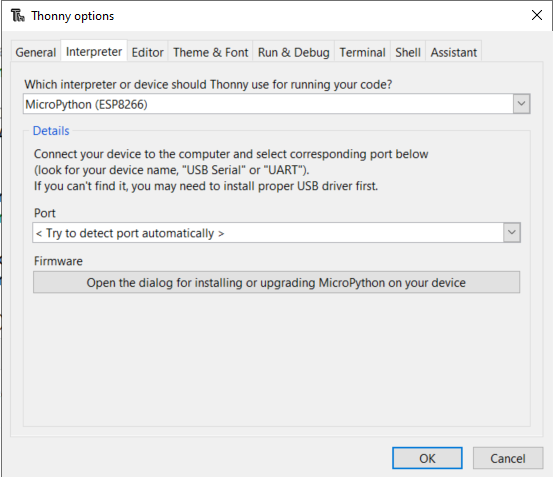 Thonny options
General Interpreter Editor Theme & Font Run & Debug Terminal Shell Assistant
Which interpreter or device should Thonny use for running your code?
MicroPython (ESP8266)
Details
Connect your device to the computer and select corresponding port below
(look for your device name, "USB Serial" or "UART").
If you can't find it, you may need to install proper USB driver first.
Port
< Try to detect port automatically >
Firmware
Open the dialog for installing or upgrading MicroPython on your device
OK Cancel